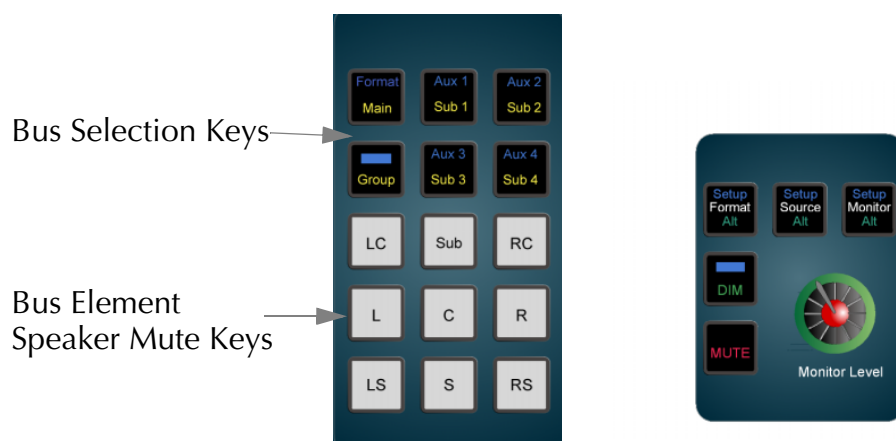 Bus Selection Keys
Bus Element
Speaker Mute Keys
Format
Main
Aux 1
Sub 1
Aux 2
Sub 2
Group
Aux 3
Sub 3
Aux 4
Sub 4
LC
Sub
RC
L
C
R
LS
S
RS
Setup
Format
Alt
Setup
Source
Alt
Setup
Monitor
Alt
DIM
MUTE
Monitor Level